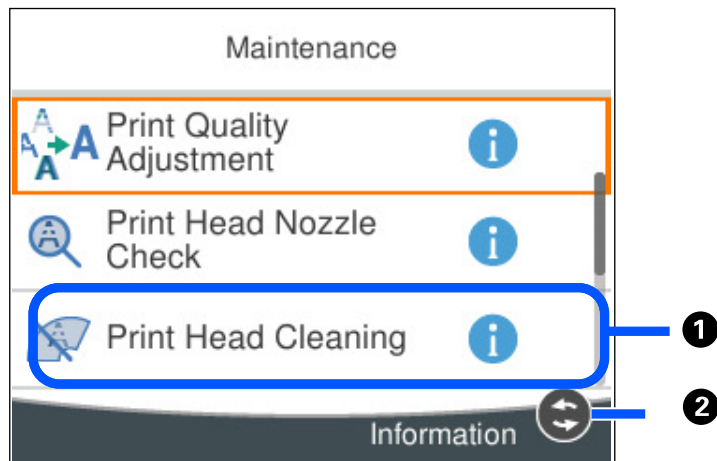 Maintenance
Print Quality
Adjustment
Print Head Nozzle
Check
Print Head Cleaning
1
Information
2